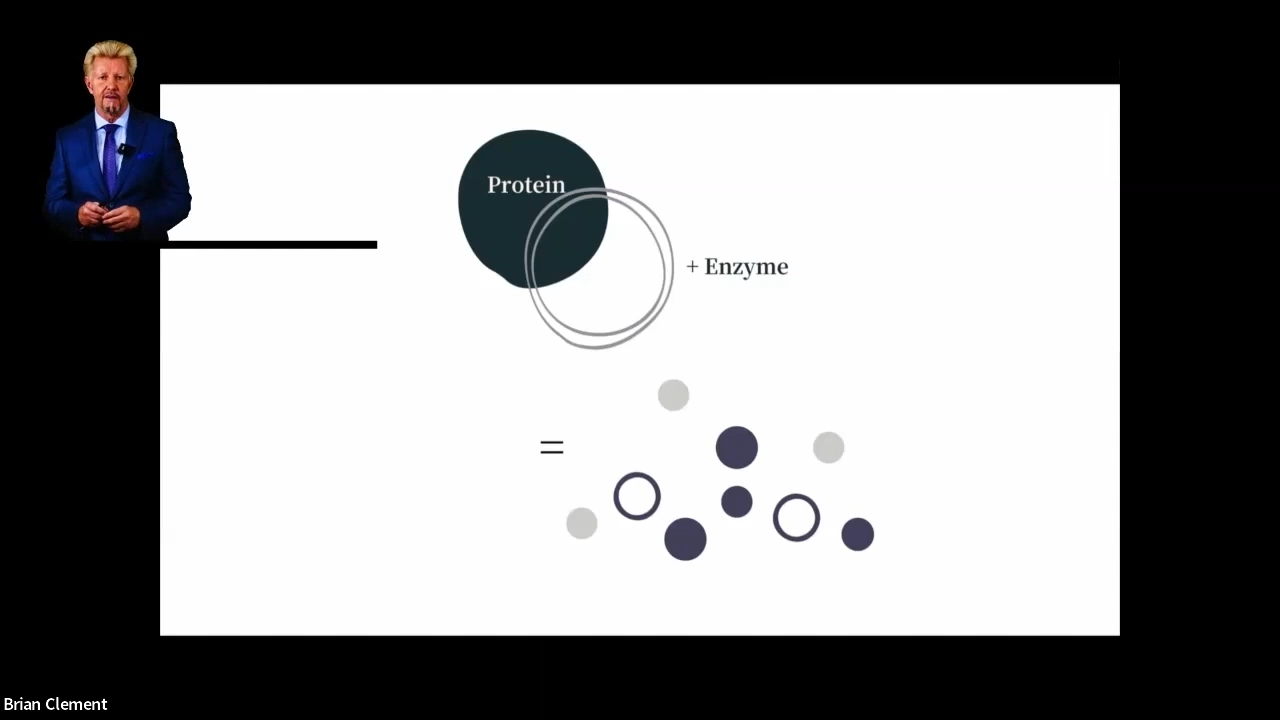 Protein
+ Enzyme
=
Brian Clement